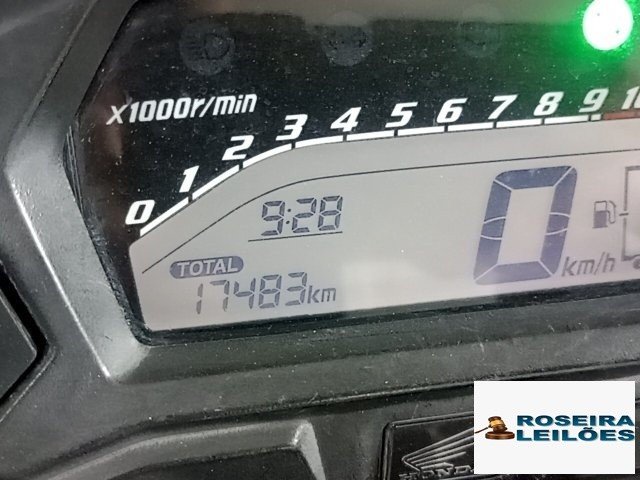 x1000r/min
0 1 2 3 4 5 6 7 8 9
9:28
0 km/h
TOTAL
17483km
HONDA
ROSEIRA
LEILÕES